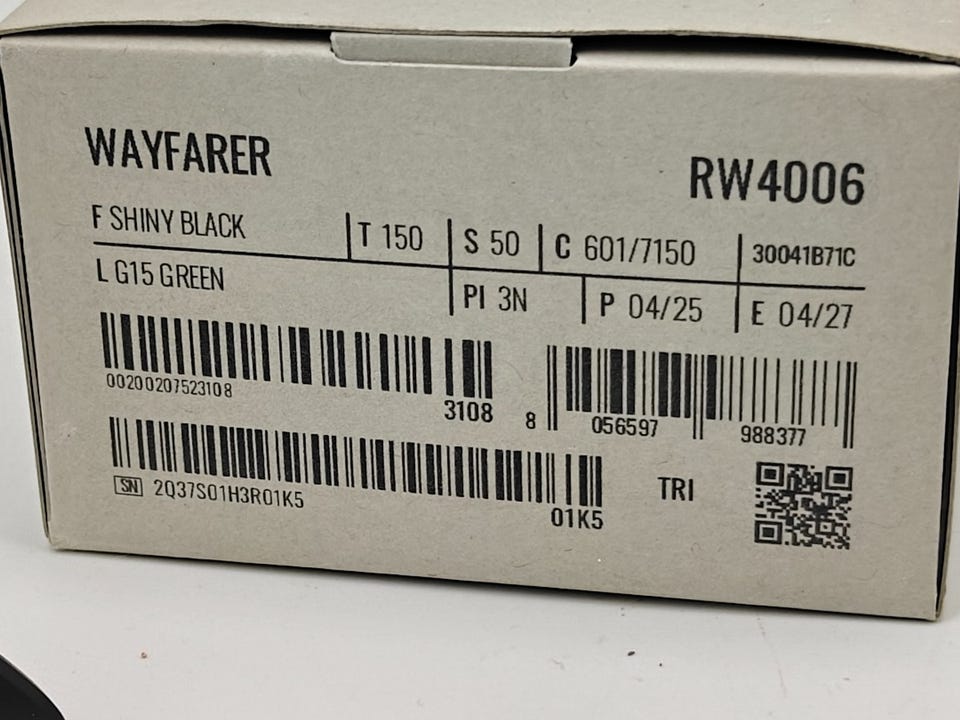 WAYFARER
RW4006
F SHINY BLACK
T 150
S 50
C 601/7150
30041B71C
L G15 GREEN
PI 3N
P 04/25
E 04/27
00200207523108
3108
8 056597 988377
SN 2Q37S01H3R01K5
01K5
TRI